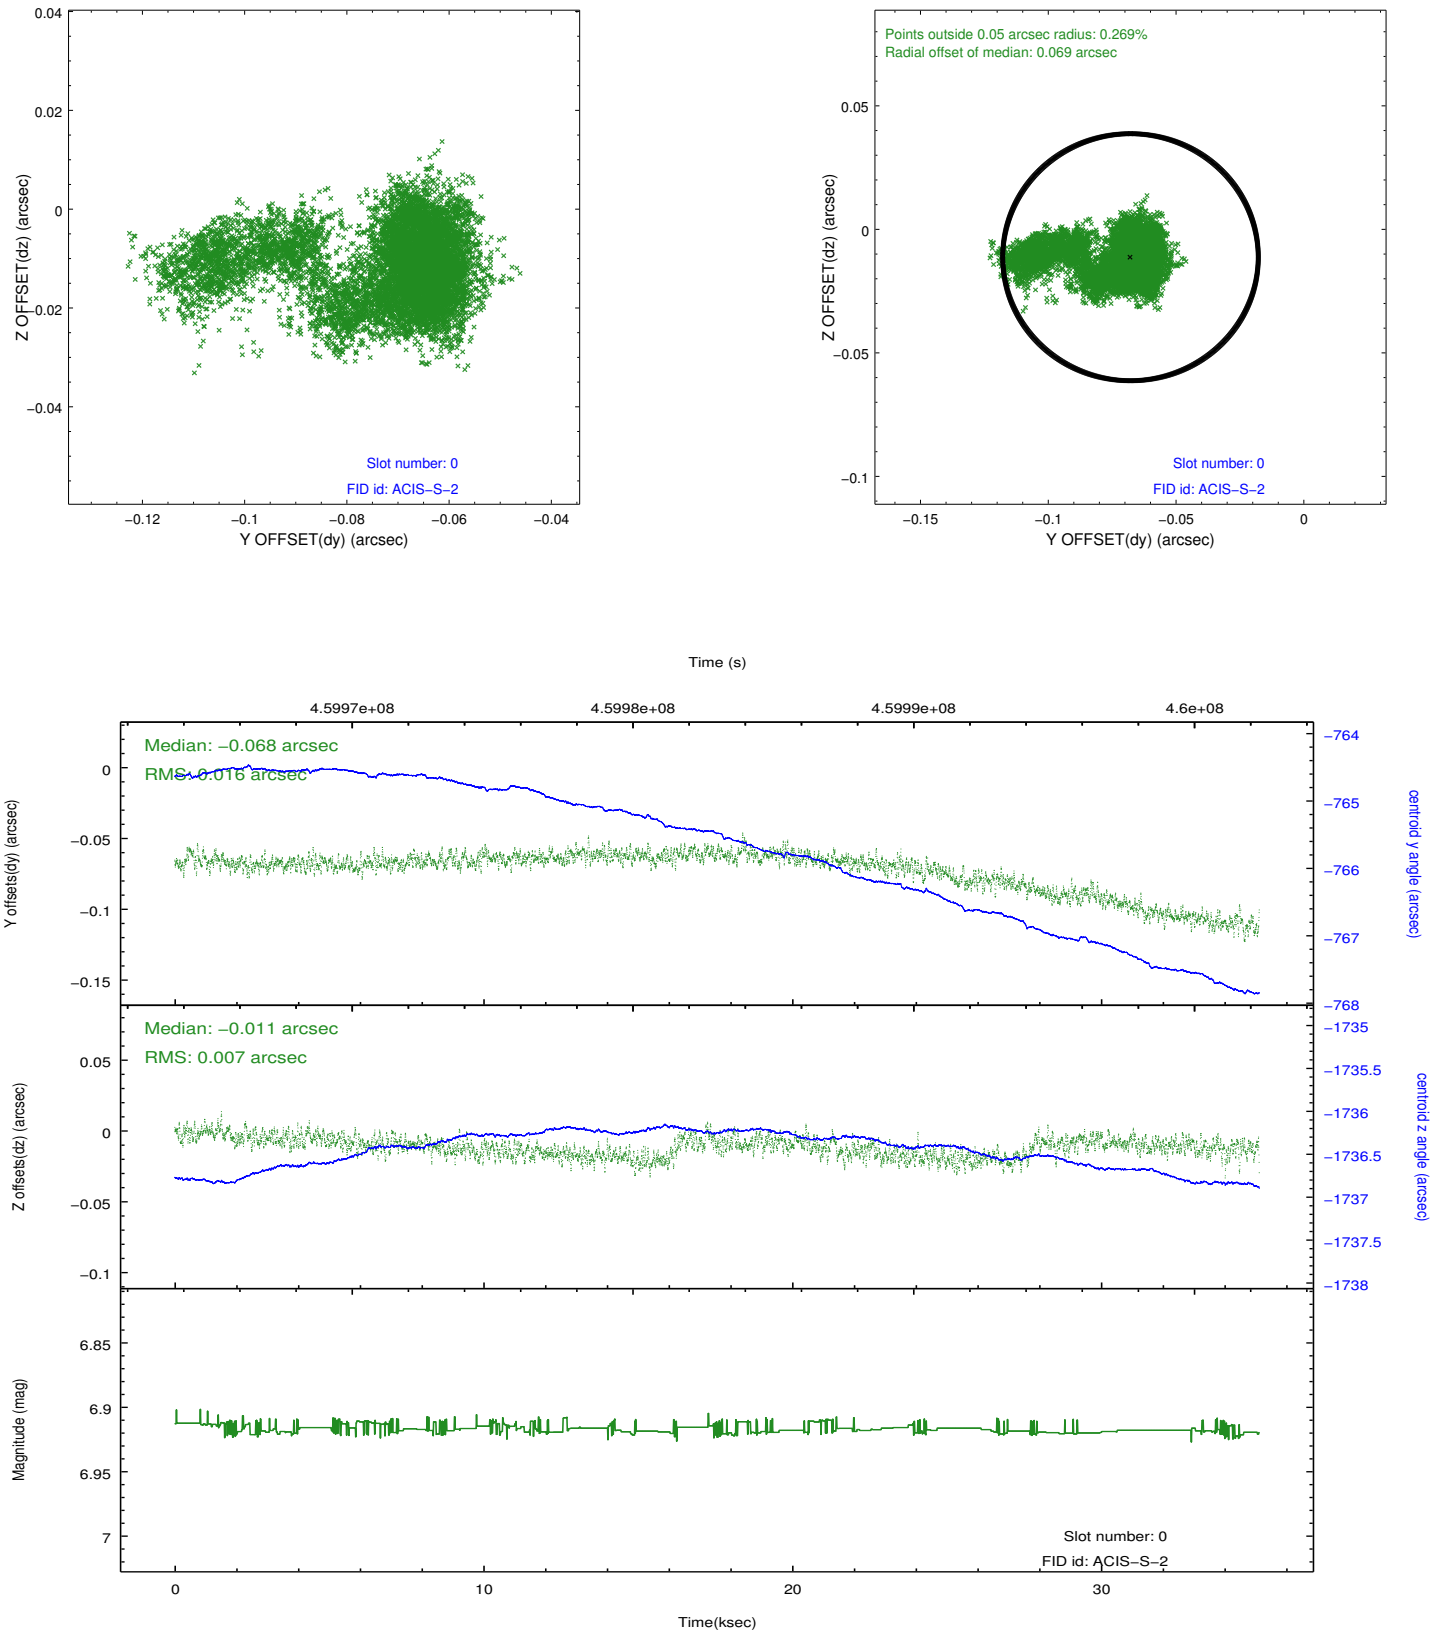 0.04
0.02
0
−0.02
−0.04
Z OFFSET(dz) (arcsec)
Slot number: 0
FID id: ACIS−S−2
−0.12
−0.1
−0.08
−0.06
−0.04
Y OFFSET(dy) (arcsec)
Points outside 0.05 arcsec radius: 0.269%
Radial offset of median: 0.069 arcsec
0.05
0
−0.05
−0.1
Z OFFSET(dz) (arcsec)
Slot number: 0
FID id: ACIS−S−2
−0.15
−0.1
−0.05
0
Y OFFSET(dy) (arcsec)
Time (s)
4.5997e+08
4.5998e+08
4.5999e+08
4.6e+08
Median: −0.068 arcsec
RMS: 0.016 arcsec
0
−0.05
−0.1
−0.15
Y offsets(dy) (arcsec)
−764
−765
−766
−767
−768
centroid y angle (arcsec)
Median: −0.011 arcsec
RMS: 0.007 arcsec
0.05
0
−0.05
−0.1
Z offsets(dz) (arcsec)
−1735
−1735.5
−1736
−1736.5
−1737
−1737.5
−1738
centroid z angle (arcsec)
6.85
6.9
6.95
7
Magnitude (mag)
Slot number: 0
FID id: ACIS−S−2
0
10
20
30
Time(ksec)